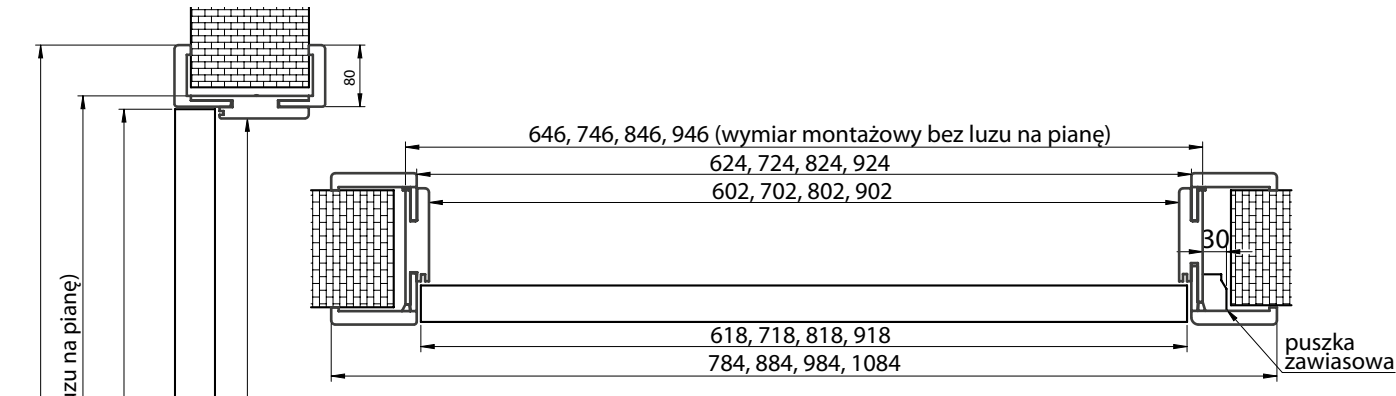 80
646, 746, 846, 946 (wymiar montażowy bez luzu na pianę)
624, 724, 824, 924
602, 702, 802, 902
30
618, 718, 818, 918
784, 884, 984, 1084
puszka
zawiasowa
na pianę)